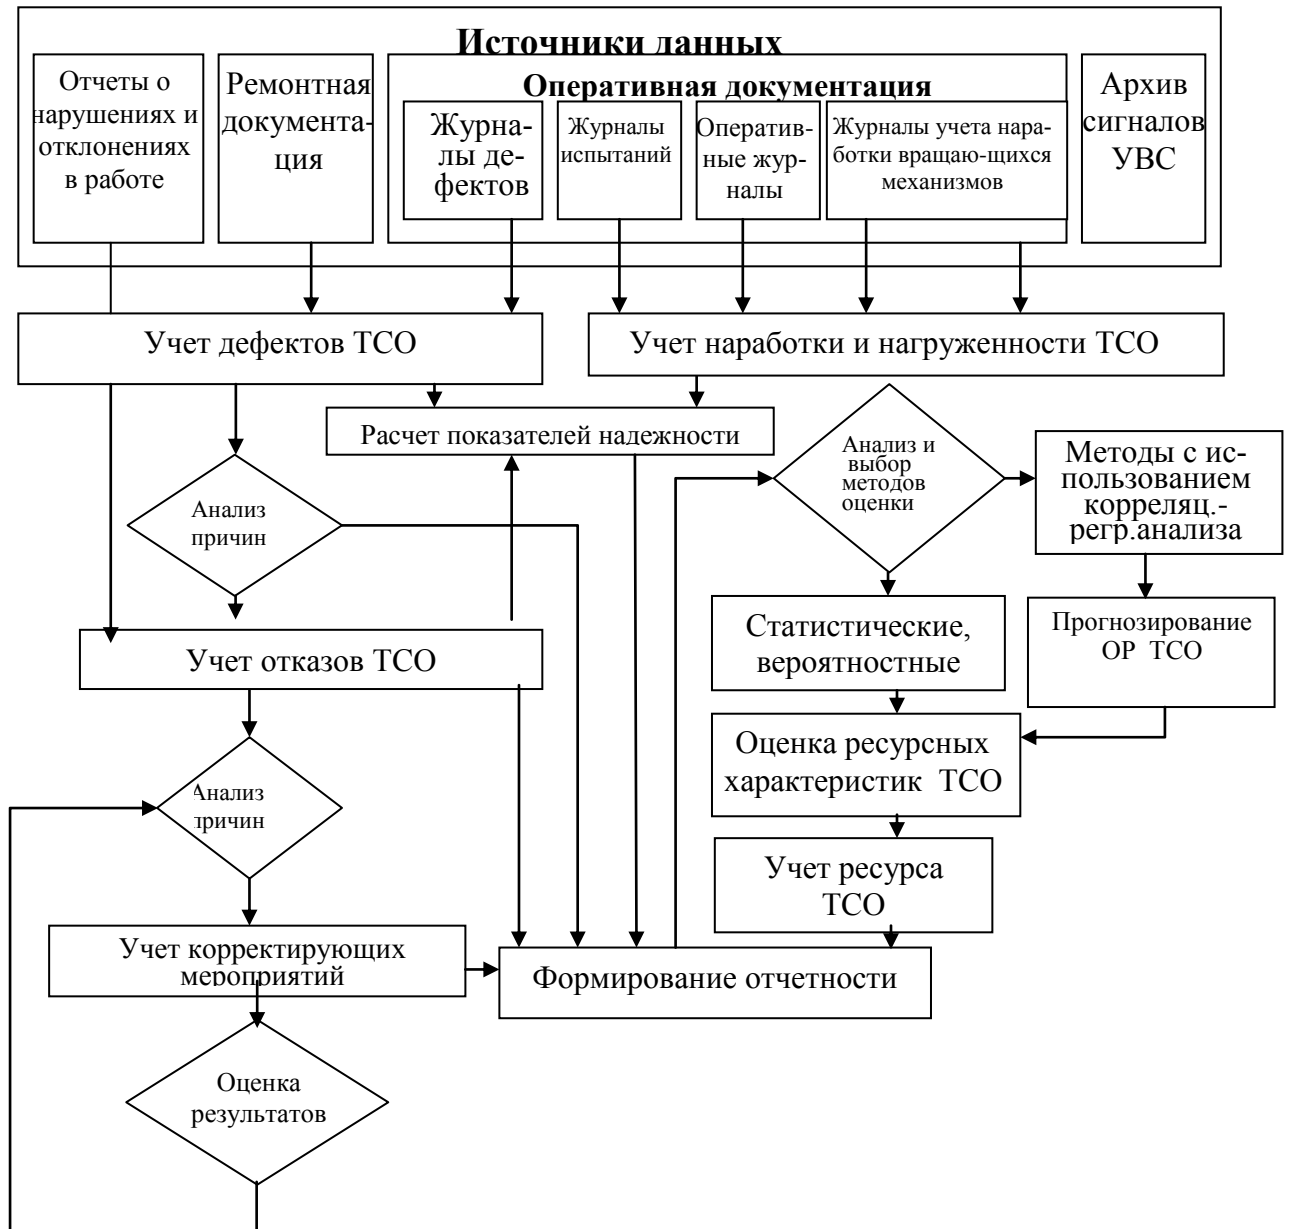 Источники данных
Отчеты о
нарушениях и
отклонениях
в работе
Ремонтная
документа-
ция
Оперативная документация
Журна-
лы де-
фектов
Журналы
испытаний
Оператив-
ные жур-
налы
Журналы учета нара-
ботки вращаю-щихся
механизмов
Архив
сигналов
УВС
Учет дефектов ТСО
Учет наработки и нагруженности ТСО
Расчет показателей надежности
Анализ и
выбор
методов
оценки
Методы с ис-
пользованием
корреляц.-
регр.анализа
Анализ
причин
Статистические,
вероятностные
Прогнозирование
ОР ТСО
Учет отказов ТСО
Оценка ресурсных
характеристик ТСО
Анализ
причин
Учет ресурса
ТСО
Учет корректирующих
мероприятий
Формирование отчетности
Оценка
результатов